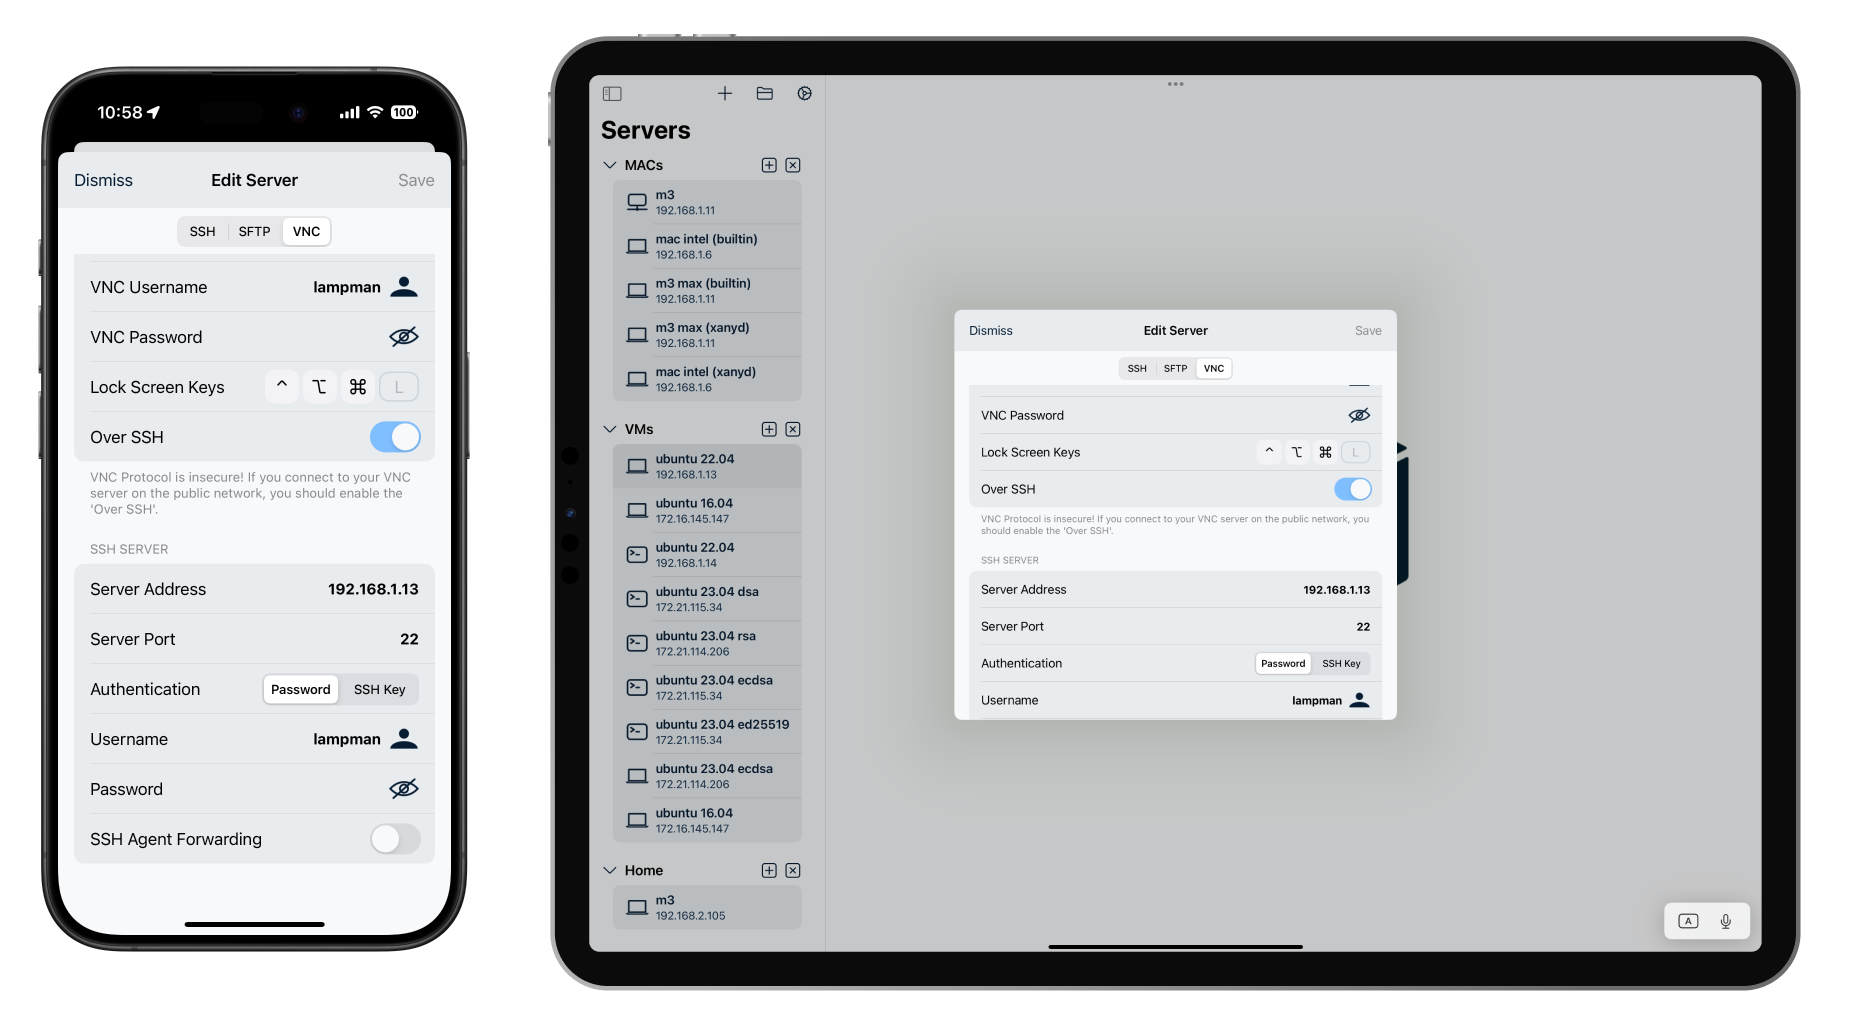 10:58
100
Dismiss
Edit Server
Save
SSH
SFTP
VNC
VNC Username
lampman
VNC Password
Lock Screen Keys
^ ⌥ ⌘ L
Over SSH
VNC Protocol is insecure! If you connect to your VNC
server on the public network, you should enable the
'Over SSH'.
SSH SERVER
Server Address
192.168.1.13
Server Port
22
Authentication
Password
SSH Key
Username
lampman
Password
SSH Agent Forwarding
Servers
MACs
m3
192.168.1.11
mac intel (builtin)
192.168.1.6
m3 max (builtin)
192.168.1.11
m3 max (xanyd)
192.168.1.11
mac intel (xanyd)
192.168.1.6
VMs
ubuntu 22.04
192.168.1.13
ubuntu 16.04
172.16.145.147
ubuntu 22.04
192.168.1.14
ubuntu 23.04 dsa
172.21.115.34
ubuntu 23.04 rsa
172.21.114.206
ubuntu 23.04 ecdsa
172.21.115.34
ubuntu 23.04 ed25519
172.21.115.34
ubuntu 23.04 ecdsa
172.21.114.206
ubuntu 16.04
172.16.145.147
Home
m3
192.168.2.105
Dismiss
Edit Server
Save
SSH
SFTP
VNC
VNC Password
Lock Screen Keys
^ ⌥ ⌘ L
Over SSH
VNC Protocol is insecure! If you connect to your VNC server on the public network, you
should enable the 'Over SSH'.
SSH SERVER
Server Address
192.168.1.13
Server Port
22
Authentication
Password
SSH Key
Username
lampman
A